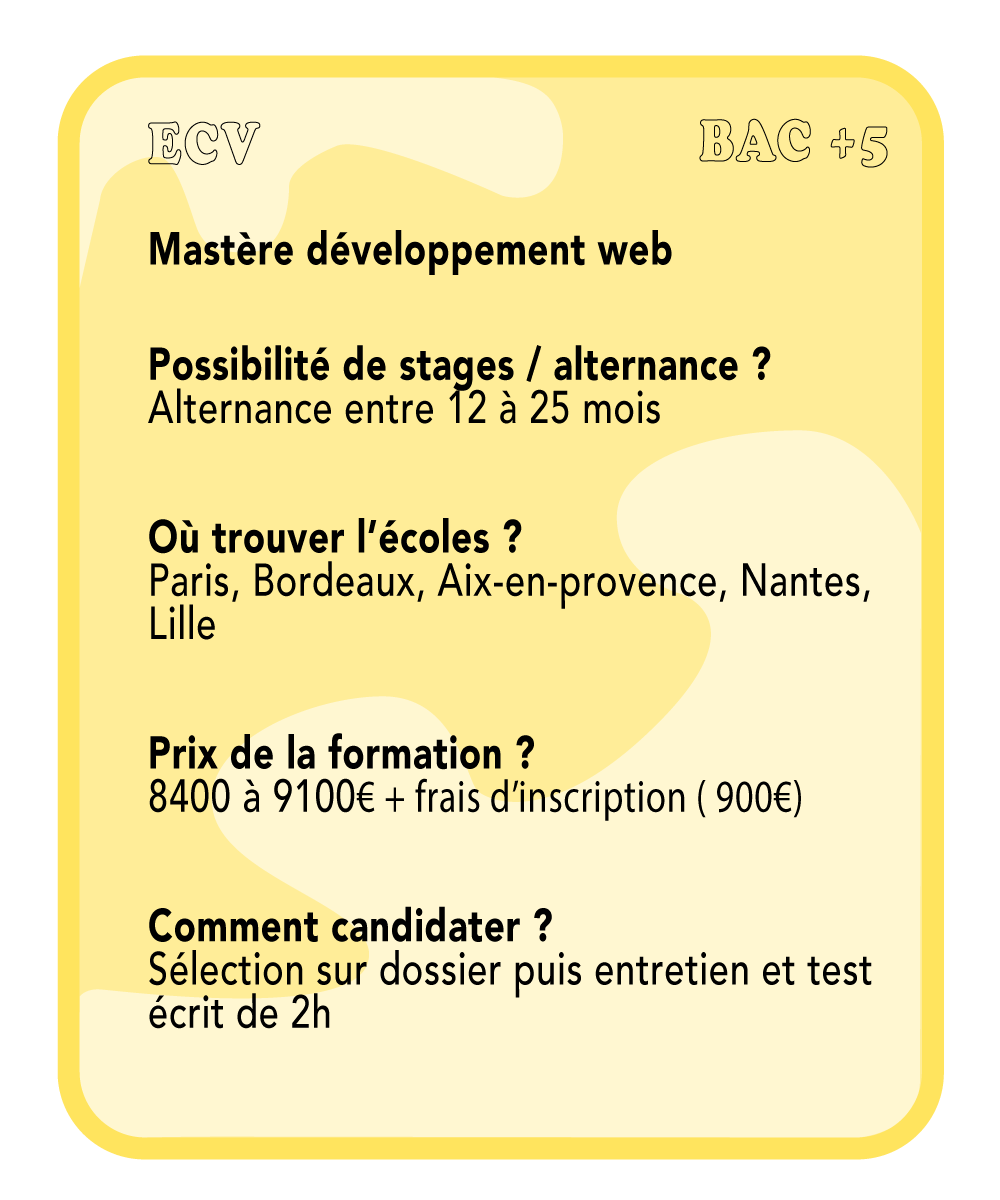 ECV
BAC +5
Mastère développement web
Possibilité de stages / alternance ?
Alternance entre 12 à 25 mois
Où trouver l’écoles ?
Paris, Bordeaux, Aix-en-provence, Nantes,
Lille
Prix de la formation ?
8400 à 9100€ + frais d’inscription ( 900€)
Comment candidater ?
Sélection sur dossier puis entretien et test
écrit de 2h